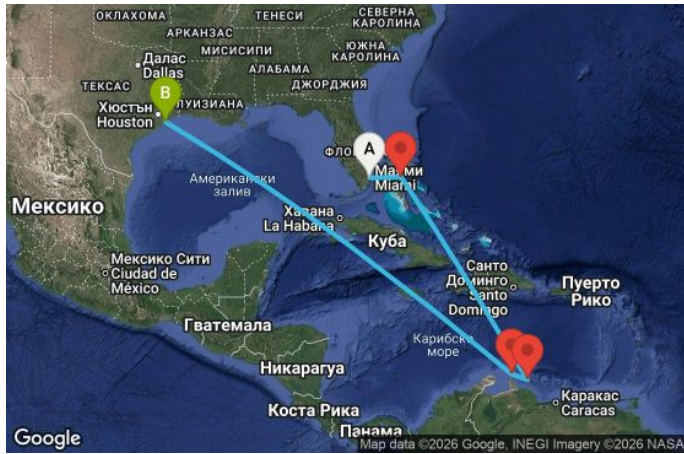 ОКЛАХОМА
ТЕНЕСИ
СЕВЕРНА
КАРОЛИНА
АРКАНЗАС
МИСИСИПИ
ЮЖНА
КАРОЛИНА
Далас
Dallas
АЛАБАМА
ТЕКСАС
ДЖОРДЖИЯ
B
ЛУИЗИАНА
Хюстън
Houston
A
Маями
Miami
Американски
залив
Мексико
Хавана
La Habana
Куба
Мексико Сити
Ciudad de
México
Санто
Доминго
Santo
Domingo
Пуерто
Рико
Гватемала
Карибско
море
Никарагуа
Каракас
Caracas
Коста Рика
Панама
Google
Map data ©2026 Google, INEGI Imagery ©2026 NASA